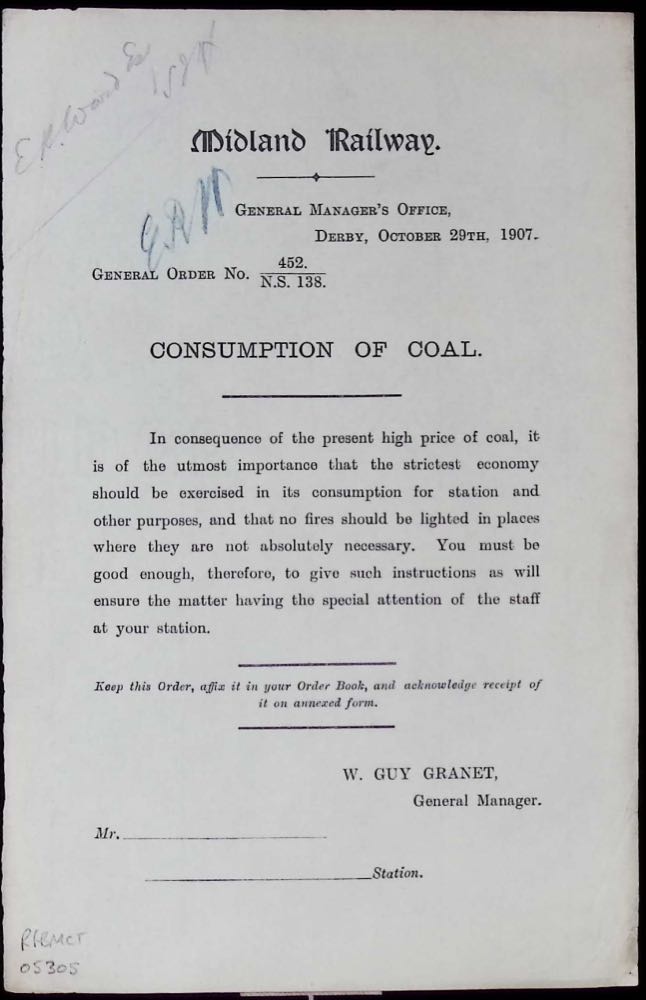 E.R. Ward Esq
Midland Railway.
General Manager's Office,
Derby, October 29th, 1907.
General Order No. 452.
N.S. 138.
CONSUMPTION OF COAL.
In consequence of the present high price of coal, it
is of the utmost importance that the strictest economy
should be exercised in its consumption for station and
other purposes, and that no fires should be lighted in places
where they are not absolutely necessary. You must be
good enough, therefore, to give such instructions as will
ensure the matter having the special attention of the staff
at your station.
Keep this Order, affix it in your Order Book, and acknowledge receipt of
it on annexed form.
W. GUY GRANET,
General Manager.
Mr.
Station.
05305